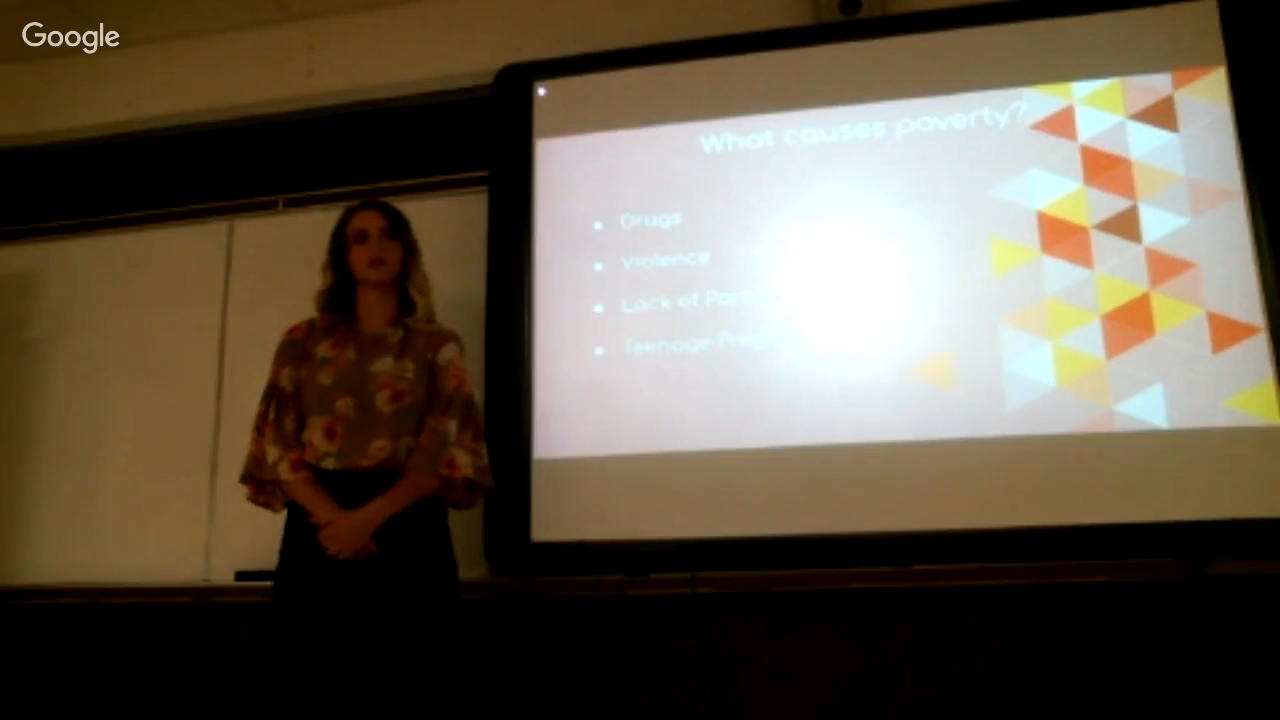 Google
What causes poverty?
Drugs
Violence
Lack of
Teenage